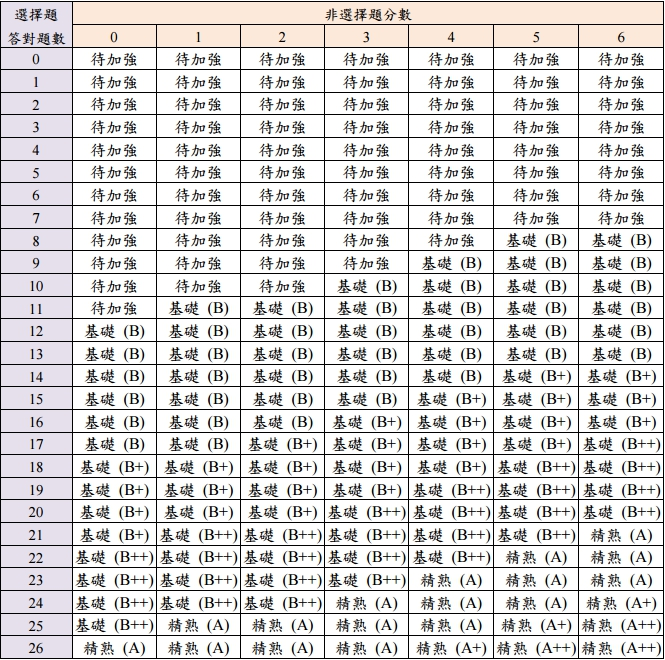 選擇題 非選擇題分數
答對題數 0 1 2 3 4 5 6
0 待加強 待加強 待加強 待加強 待加強 待加強 待加強
1 待加強 待加強 待加強 待加強 待加強 待加強 待加強
2 待加強 待加強 待加強 待加強 待加強 待加強 待加強
3 待加強 待加強 待加強 待加強 待加強 待加強 待加強
4 待加強 待加強 待加強 待加強 待加強 待加強 待加強
5 待加強 待加強 待加強 待加強 待加強 待加強 待加強
6 待加強 待加強 待加強 待加強 待加強 待加強 待加強
7 待加強 待加強 待加強 待加強 待加強 待加強 待加強
8 待加強 待加強 待加強 待加強 待加強 基礎 (B) 基礎 (B)
9 待加強 待加強 待加強 待加強 基礎 (B) 基礎 (B) 基礎 (B)
10 待加強 待加強 待加強 基礎 (B) 基礎 (B) 基礎 (B) 基礎 (B)
11 待加強 基礎 (B) 基礎 (B) 基礎 (B) 基礎 (B) 基礎 (B) 基礎 (B)
12 基礎 (B) 基礎 (B) 基礎 (B) 基礎 (B) 基礎 (B) 基礎 (B) 基礎 (B)
13 基礎 (B) 基礎 (B) 基礎 (B) 基礎 (B) 基礎 (B) 基礎 (B) 基礎 (B)
14 基礎 (B) 基礎 (B) 基礎 (B) 基礎 (B) 基礎 (B) 基礎 (B+) 基礎 (B+)
15 基礎 (B) 基礎 (B) 基礎 (B) 基礎 (B) 基礎 (B+) 基礎 (B+) 基礎 (B+)
16 基礎 (B) 基礎 (B) 基礎 (B) 基礎 (B+) 基礎 (B+) 基礎 (B+) 基礎 (B+)
17 基礎 (B) 基礎 (B) 基礎 (B+) 基礎 (B+) 基礎 (B+) 基礎 (B+) 基礎 (B++)
18 基礎 (B+) 基礎 (B+) 基礎 (B+) 基礎 (B+) 基礎 (B+) 基礎 (B++) 基礎 (B++)
19 基礎 (B+) 基礎 (B+) 基礎 (B+) 基礎 (B+) 基礎 (B++) 基礎 (B++) 基礎 (B++)
20 基礎 (B+) 基礎 (B+) 基礎 (B+) 基礎 (B++) 基礎 (B++) 基礎 (B++) 基礎 (B++)
21 基礎 (B+) 基礎 (B++) 基礎 (B++) 基礎 (B++) 基礎 (B++) 基礎 (B++) 精熟 (A)
22 基礎 (B++) 基礎 (B++) 基礎 (B++) 基礎 (B++) 基礎 (B++) 精熟 (A) 精熟 (A)
23 基礎 (B++) 基礎 (B++) 基礎 (B++) 基礎 (B++) 精熟 (A) 精熟 (A) 精熟 (A)
24 基礎 (B++) 基礎 (B++) 基礎 (B++) 精熟 (A) 精熟 (A) 精熟 (A) 精熟 (A+)
25 基礎 (B++) 精熟 (A) 精熟 (A) 精熟 (A) 精熟 (A) 精熟 (A+) 精熟 (A++)
26 精熟 (A) 精熟 (A) 精熟 (A) 精熟 (A) 精熟 (A+) 精熟 (A++) 精熟 (A++)